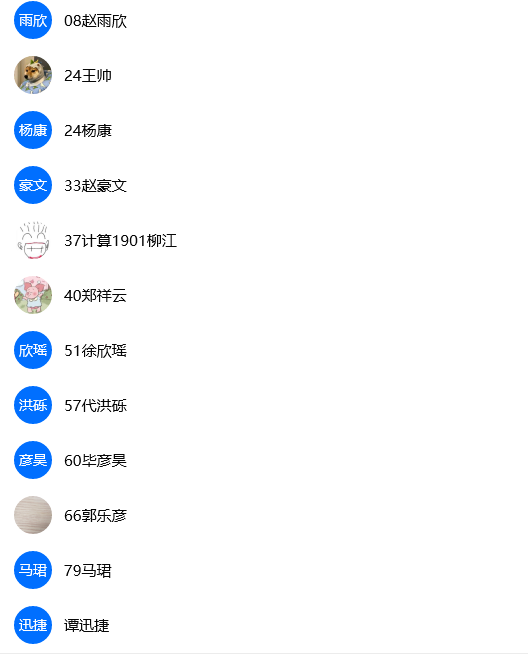 雨欣 08赵雨欣
24王帅
杨康 24杨康
豪文 33赵豪文
37计算1901柳江
40郑祥云
欣瑶 51徐欣瑶
洪砾 57代洪砾
彦昊 60毕彦昊
66郭乐彦
马珺 79马珺
迅捷 谭迅捷